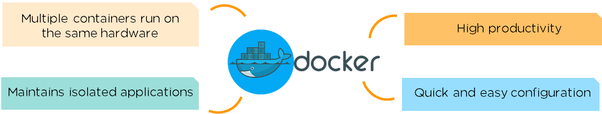 Multiple containers run on
the same hardware
Maintains isolated applications
docker
High productivity
Quick and easy configuration